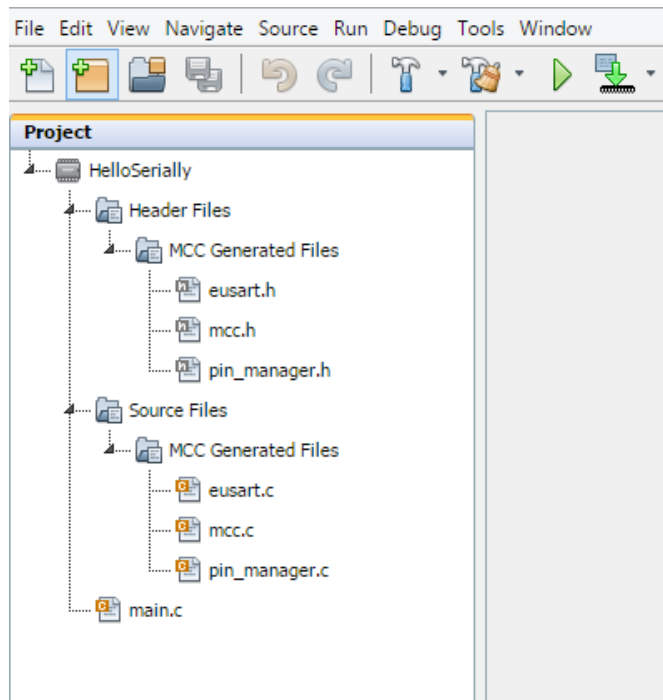 File Edit View Navigate Source Run Debug Tools Window
Project
HelloSerially
Header Files
MCC Generated Files
eusart.h
mcc.h
pin_manager.h
Source Files
MCC Generated Files
eusart.c
mcc.c
pin_manager.c
main.c